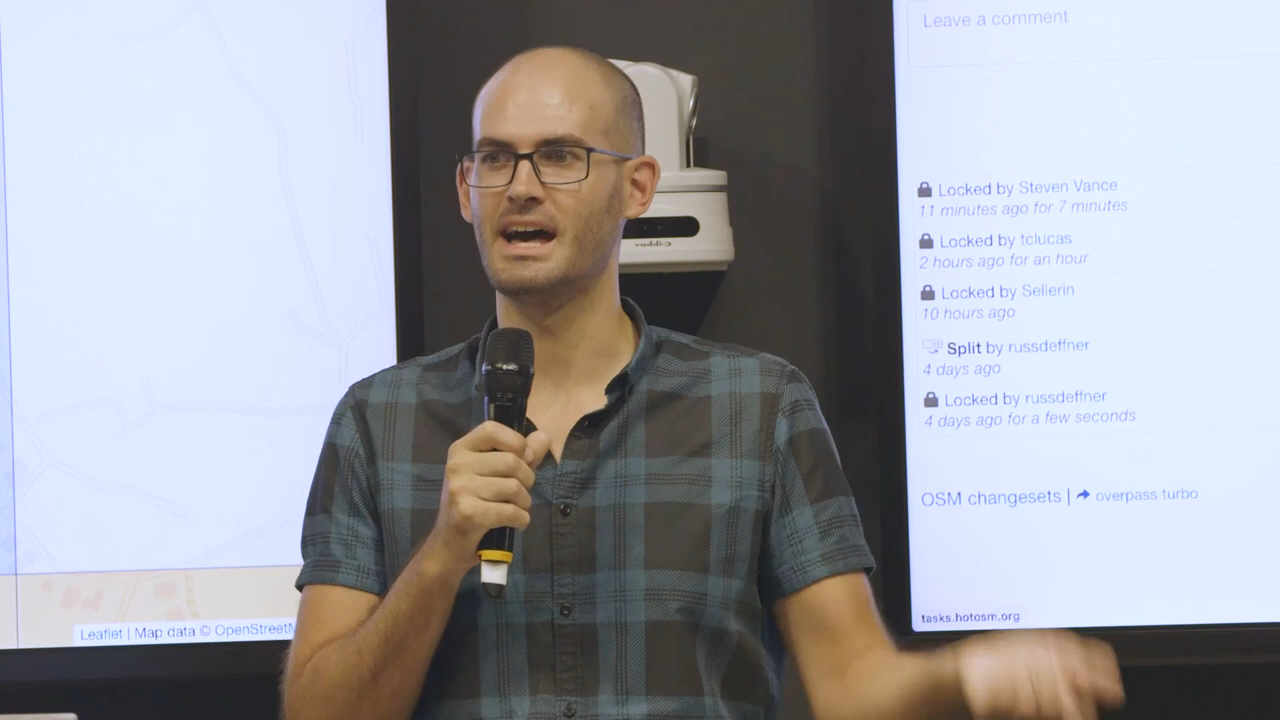 Leave a comment
Locked by Steven Vance
11 minutes ago for 7 minutes
Locked by tclucas
2 hours ago for an hour
Locked by Sellerin
10 hours ago
Split by russdeffner
4 days ago
Locked by russdeffner
4 days ago for a few seconds
OSM changesets | overpass turbo
tasks.hotosm.org
Leaflet | Map data © OpenStreetM
vaddio